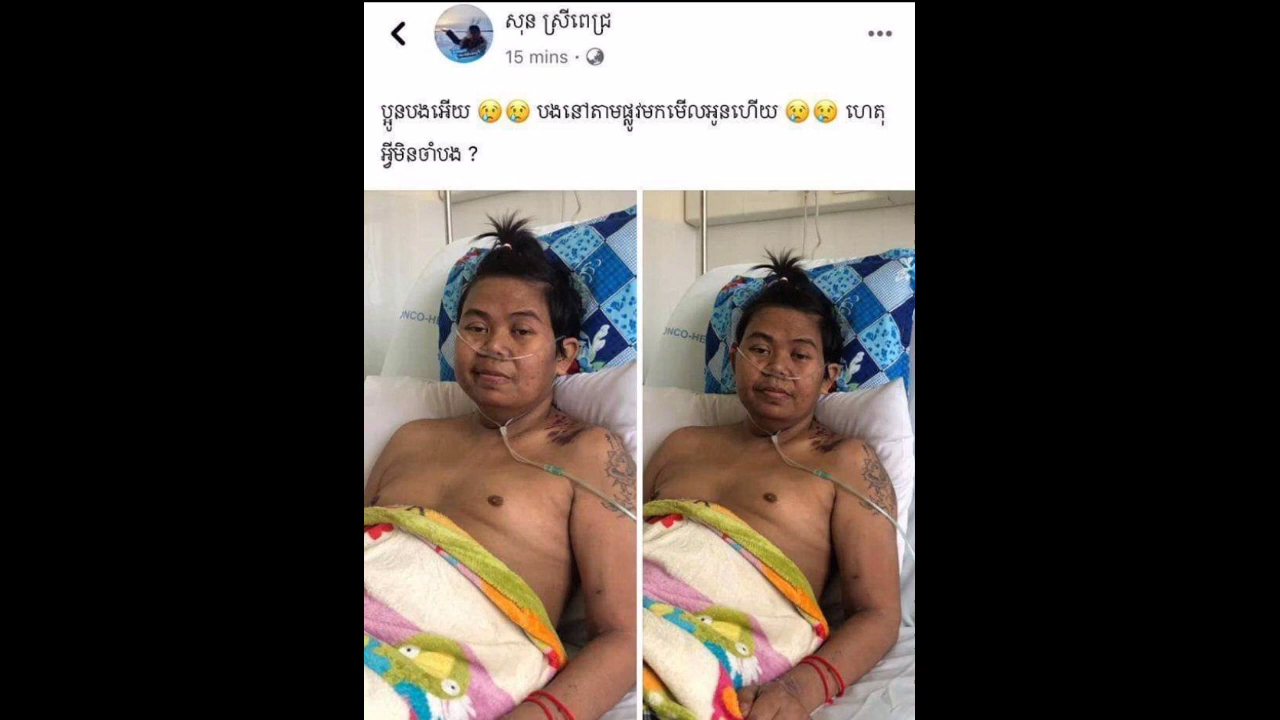 សុន ស្រីពេជ្រ
15 mins ·
ប្អូនបងអើយ 😢😢 បងនៅតាមផ្លូវមកមើលអូនហើយ 😢😢 ហេតុ
អ្វីមិនចាំបង ?